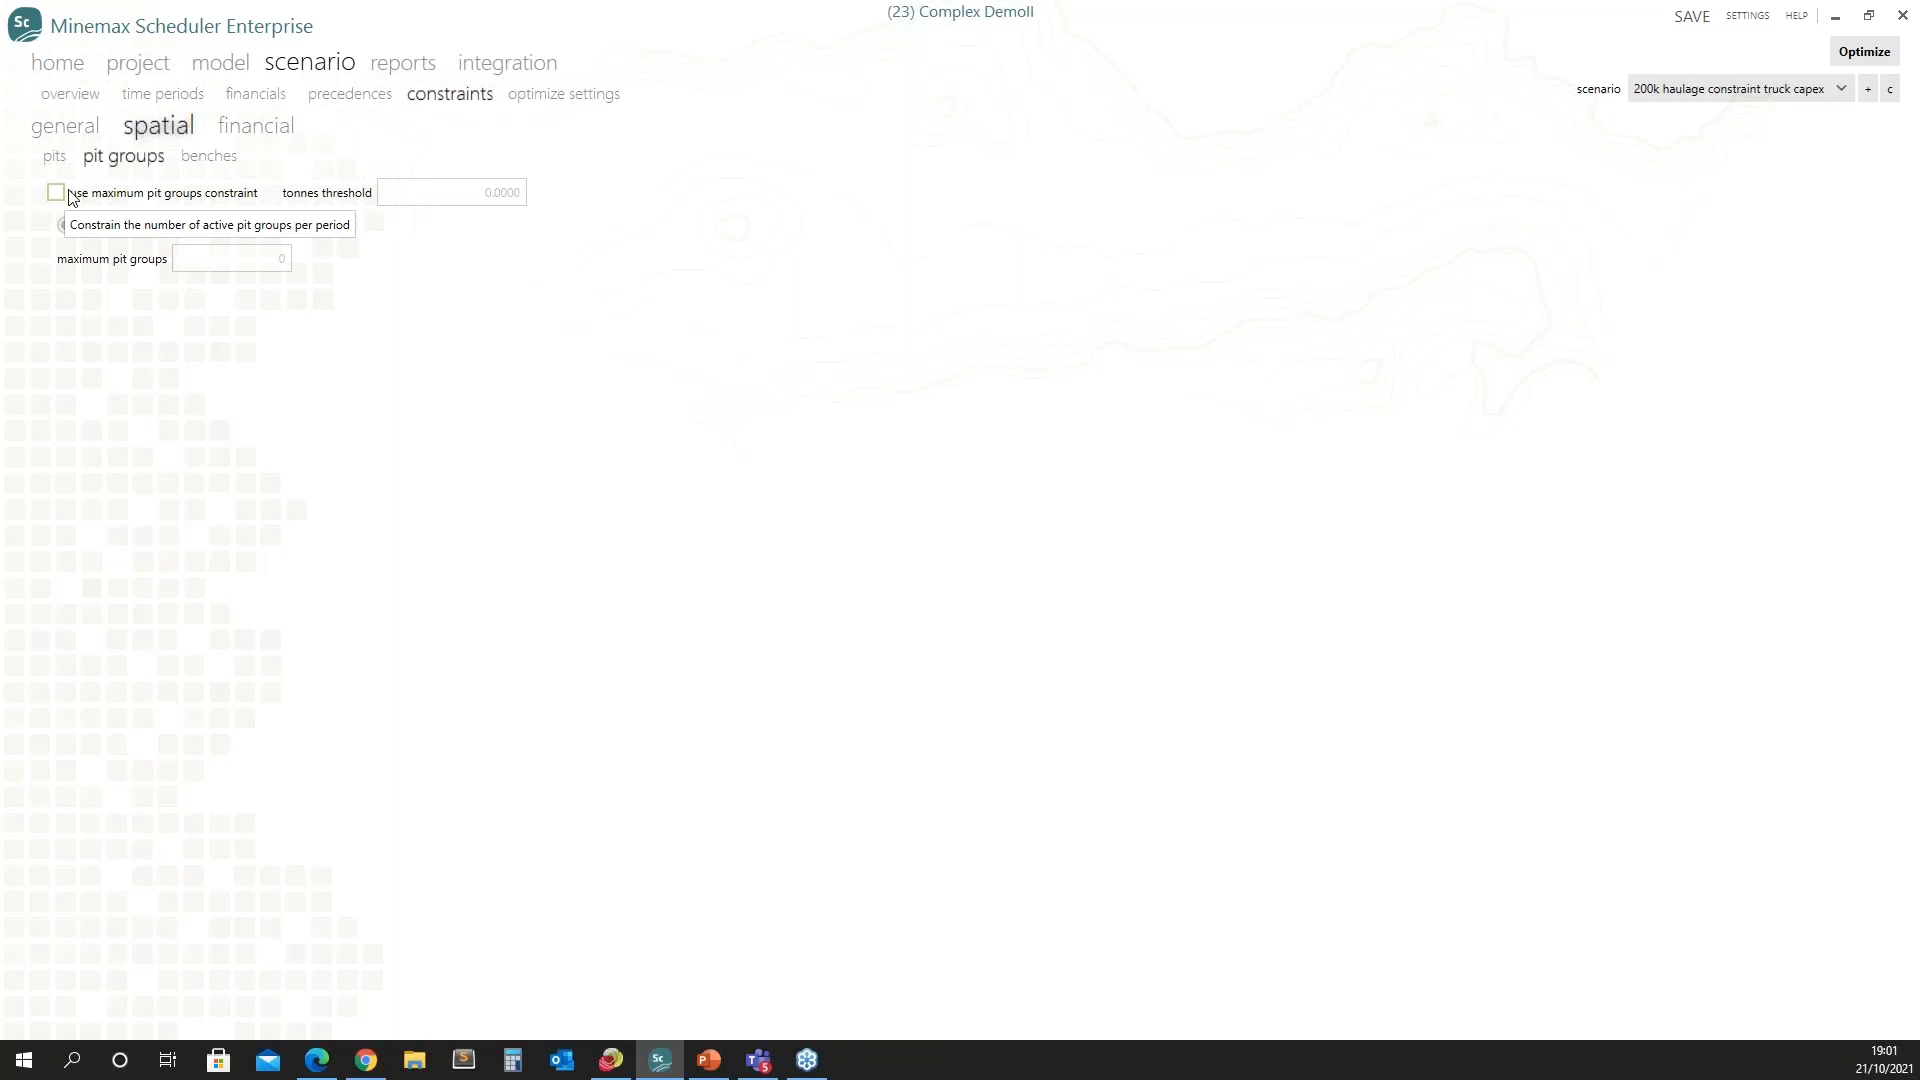 Sc Minemax Scheduler Enterprise
(23) Complex DemoII
SAVE SETTINGS HELP
home project model scenario reports integration
Optimize
overview time periods financials precedences constraints optimize settings
scenario 200k haulage constraint truck capex + c
general spatial financial
pits pit groups benches
use maximum pit groups constraint tonnes threshold 0.0000
Constrain the number of active pit groups per period
maximum pit groups 0
19:01
21/10/2021